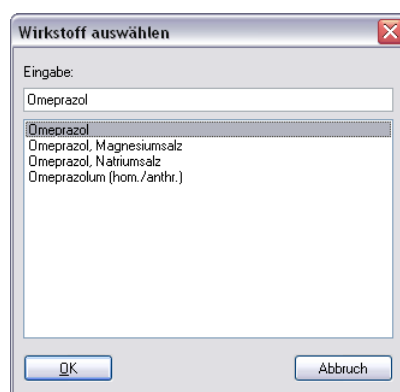 Wirkstoff auswählen
Eingabe:
Omeprazol
Omeprazol
Omeprazol, Magnesiumsalz
Omeprazol, Natriumsalz
Omeprazolum (hom./anthr.)
OK
Abbruch